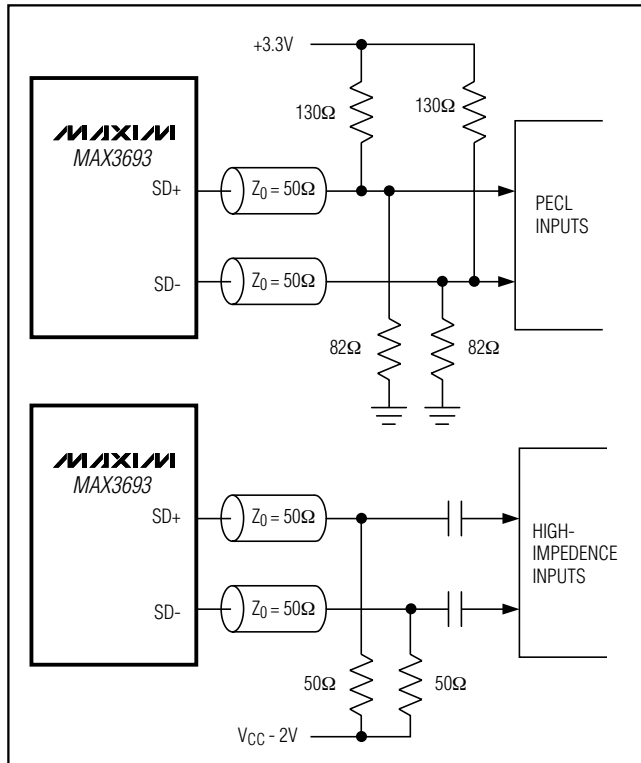 +3.3V
130Ω 130Ω
MAXIM
MAX3693
SD+ Z0 = 50Ω
PECL
INPUTS
SD- Z0 = 50Ω
82Ω 82Ω
MAXIM
MAX3693
SD+ Z0 = 50Ω
HIGH-
IMPEDENCE
INPUTS
SD- Z0 = 50Ω
50Ω 50Ω
VCC - 2V